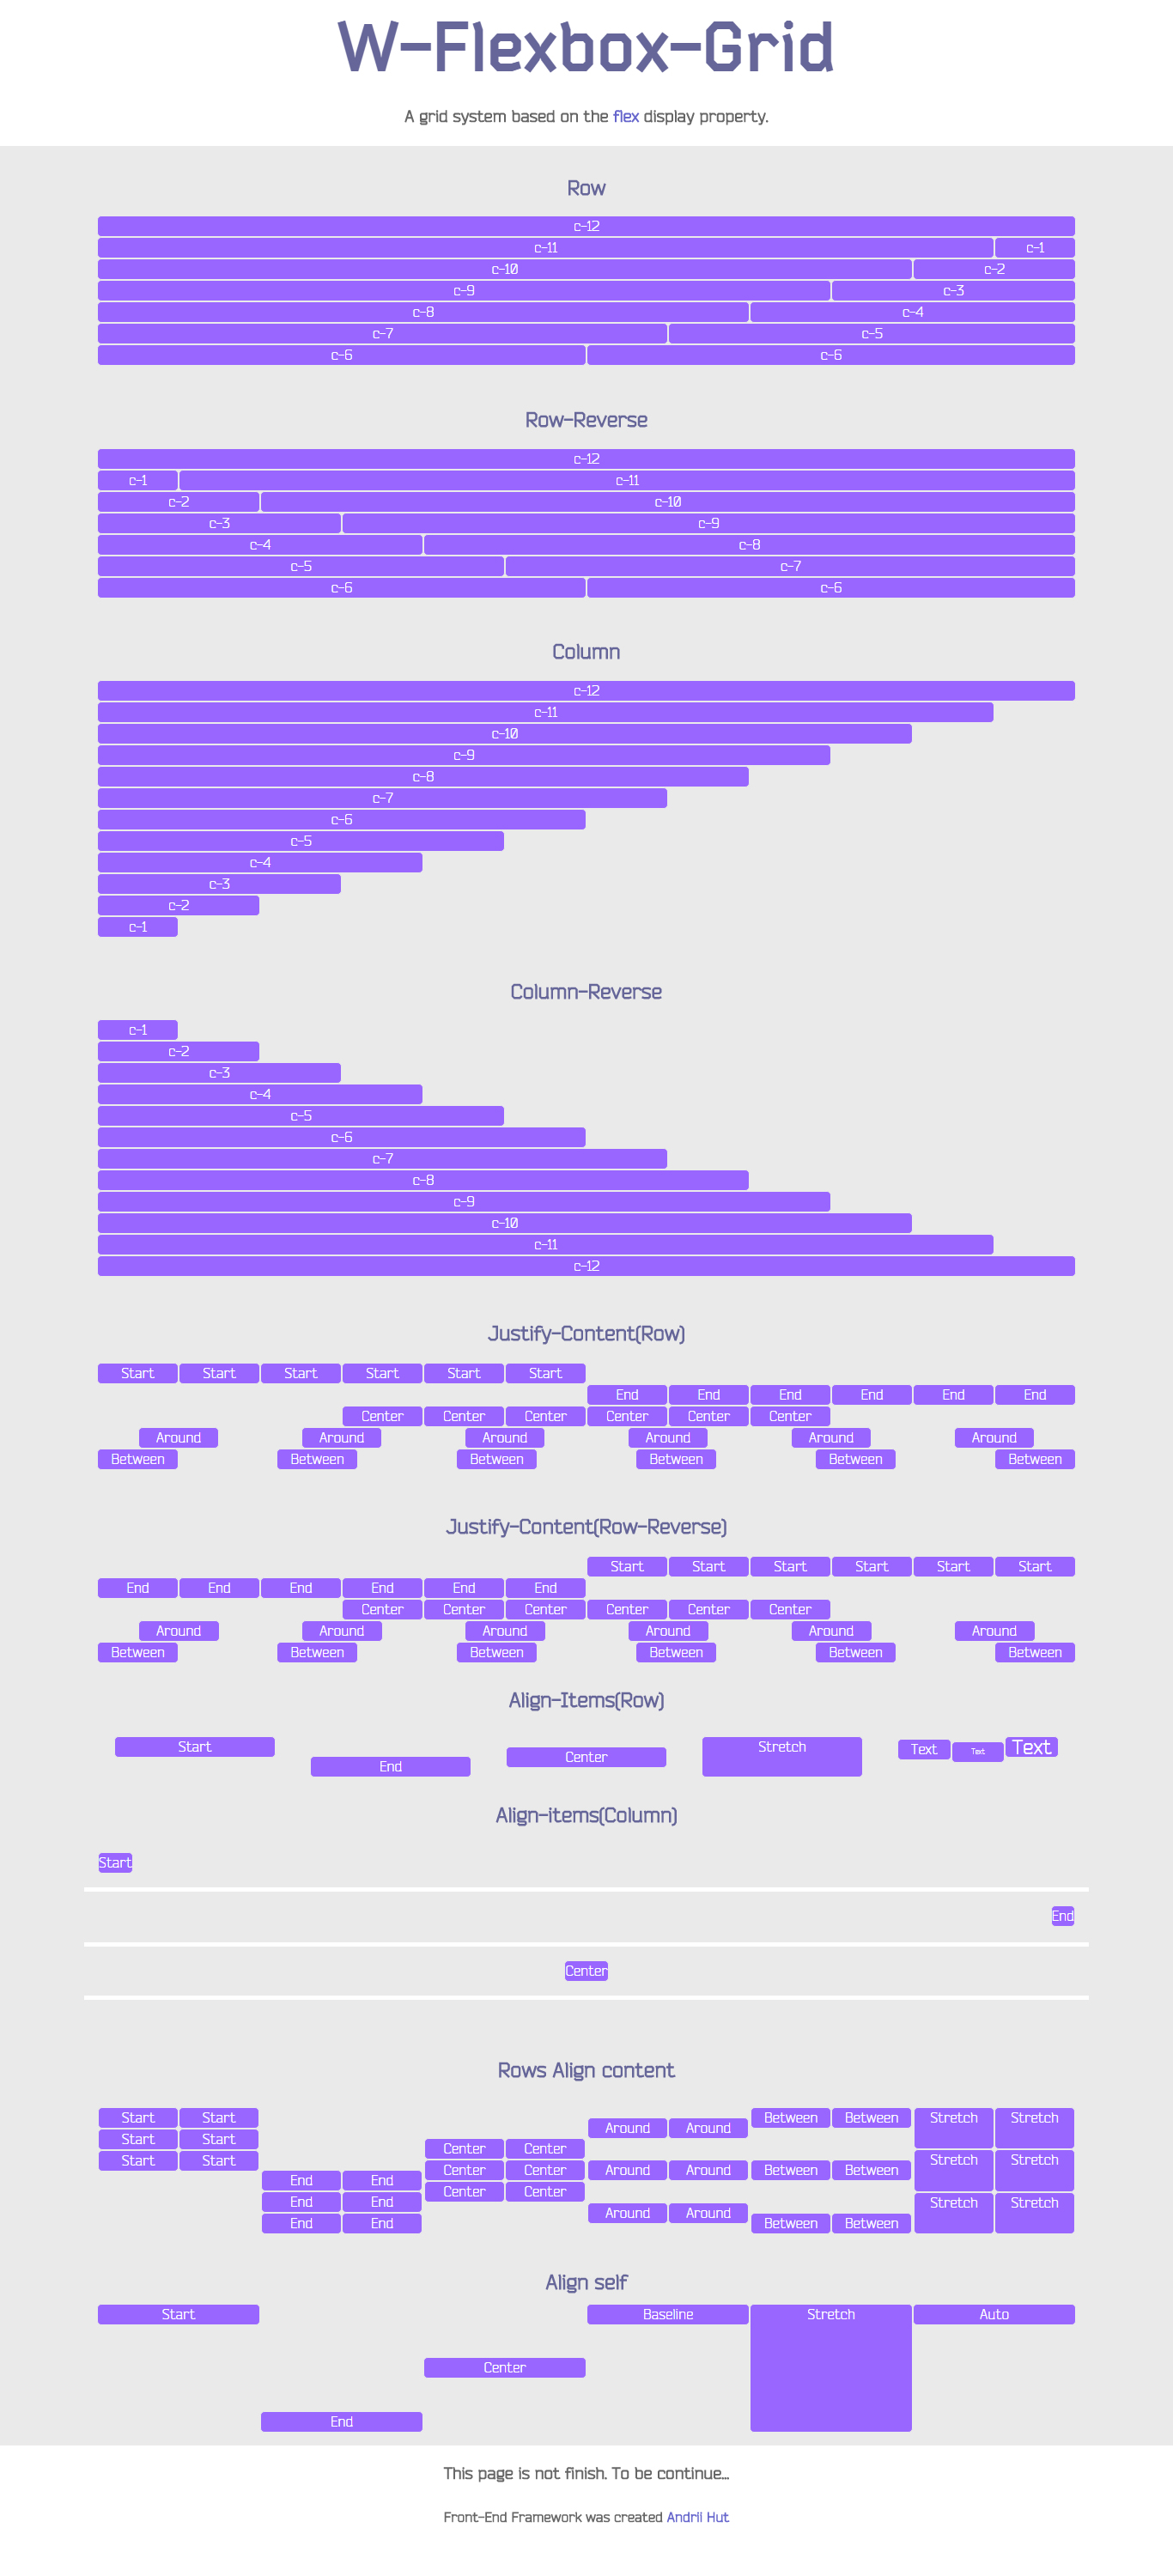 W-Flexbox-Grid
A grid system based on the flex display property.
Row
c-12
c-11 c-1
c-10 c-2
c-9 c-3
c-8 c-4
c-7 c-5
c-6 c-6
Row-Reverse
c-12
c-1 c-11
c-2 c-10
c-3 c-9
c-4 c-8
c-5 c-7
c-6 c-6
Column
c-12
c-11
c-10
c-9
c-8
c-7
c-6
c-5
c-4
c-3
c-2
c-1
Column-Reverse
c-1
c-2
c-3
c-4
c-5
c-6
c-7
c-8
c-9
c-10
c-11
c-12
Justify-Content(Row)
Start Start Start Start Start Start
End End End End End End
Center Center Center Center Center Center
Around Around Around Around Around Around
Between Between Between Between Between Between
Justify-Content(Row-Reverse)
Start Start Start Start Start Start
End End End End End End
Center Center Center Center Center Center
Around Around Around Around Around Around
Between Between Between Between Between Between
Align-Items(Row)
Start End Center Stretch Text Text Text
Align-items(Column)
Start
End
Center
Rows Align content
Start Start
Start Start
Start Start
End End
End End
End End
Center Center
Center Center
Center Center
Around Around
Around Around
Around Around
Between Between
Between Between
Between Between
Stretch Stretch
Stretch Stretch
Stretch Stretch
Align self
Start Baseline Stretch Auto
Center
End
This page is not finish. To be continue...
Front-End Framework was created Andrii Hut